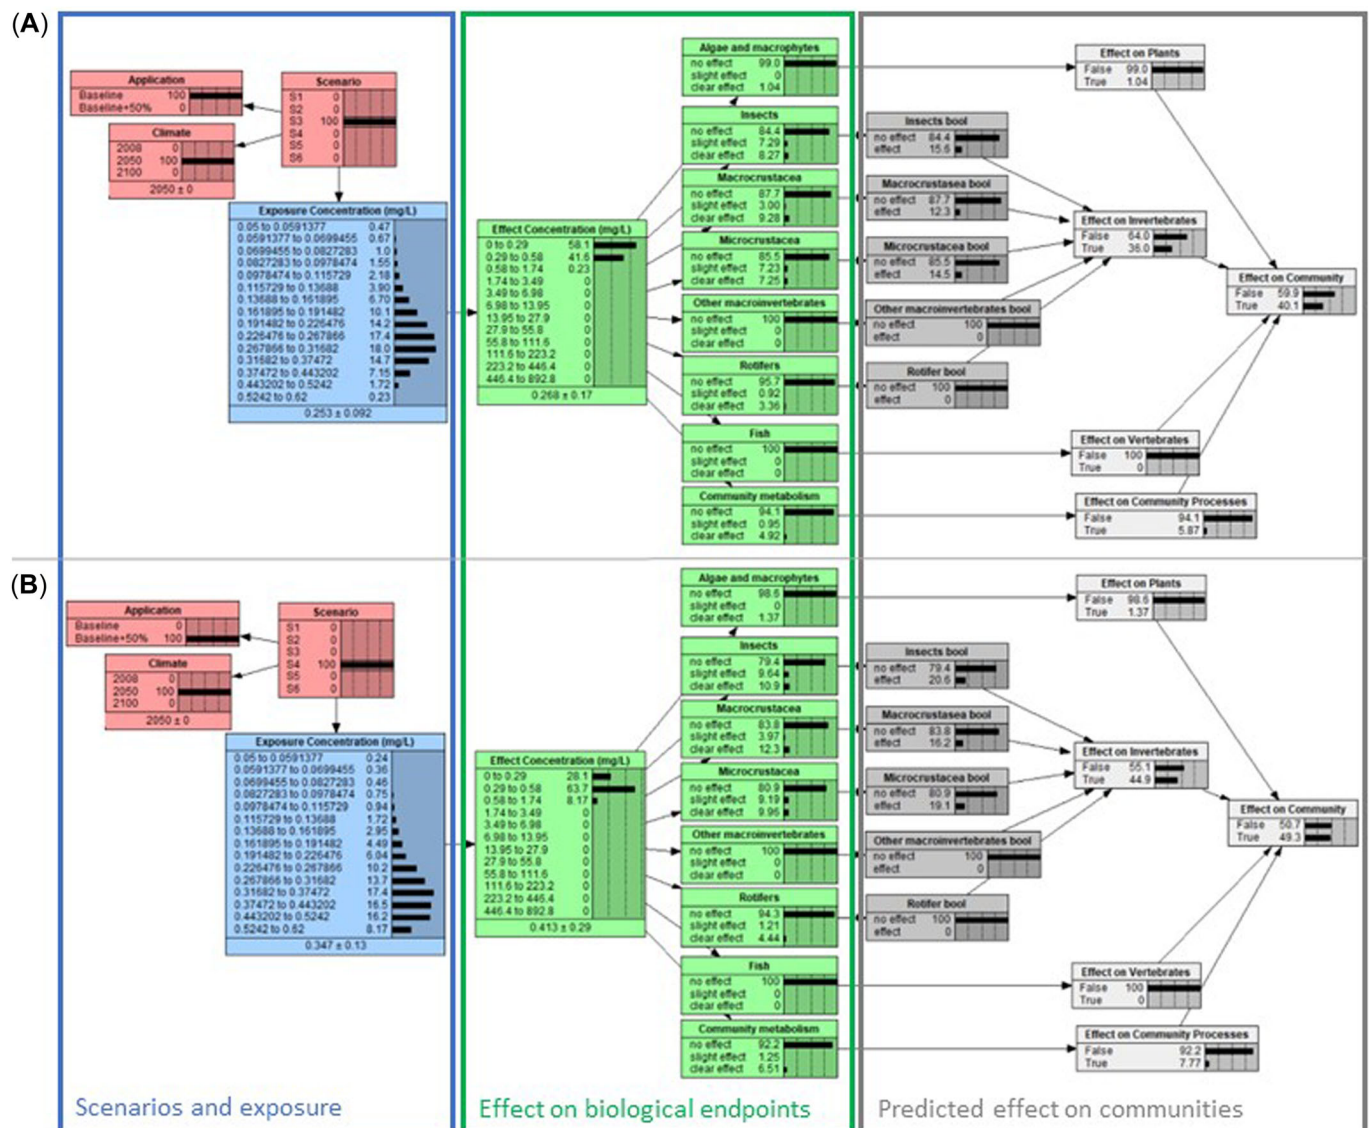 (A)
Application
Baseline 100
Baseline+50% 0
Climate
2008 0
2050 100
2100 0
2050 ± 0
Scenario
S1 0
S2 0
S3 100
S4 0
S5 0
S6 0
Exposure Concentration (mg/L)
0.05 to 0.0591377 0.47
0.0591377 to 0.0699455 0.67
0.0699455 to 0.0827283 1.0
0.0827283 to 0.0978474 1.55
0.0978474 to 0.115729 2.18
0.115729 to 0.13688 3.90
0.13688 to 0.161895 6.70
0.161895 to 0.191482 10.1
0.191482 to 0.226476 14.2
0.226476 to 0.267866 17.4
0.267866 to 0.31682 18.0
0.31682 to 0.37472 14.7
0.37472 to 0.443202 7.15
0.443202 to 0.5242 1.72
0.5242 to 0.62 0.23
0.253 ± 0.092
Effect Concentration (mg/L)
0 to 0.29 58.1
0.29 to 0.58 41.6
0.58 to 1.74 0.23
1.74 to 3.49 0
3.49 to 6.98 0
6.98 to 13.95 0
13.95 to 27.9 0
27.9 to 55.8 0
55.8 to 111.6 0
111.6 to 223.2 0
223.2 to 446.4 0
446.4 to 892.8 0
0.268 ± 0.17
Algae and macrophytes
no effect 99.0
slight effect 0
clear effect 1.04
Insects
no effect 84.4
slight effect 7.29
clear effect 8.27
Macrocrustacea
no effect 87.7
slight effect 3.00
clear effect 9.28
Microcrustacea
no effect 85.5
slight effect 7.23
clear effect 7.25
Other macroinvertebrates
no effect 100
slight effect 0
clear effect 0
Rotifers
no effect 95.7
slight effect 0.92
clear effect 3.36
Fish
no effect 100
slight effect 0
clear effect 0
Community metabolism
no effect 94.1
slight effect 0.95
clear effect 4.92
Insects bool
no effect 84.4
effect 15.6
Macrocrustasea bool
no effect 87.7
effect 12.3
Microcrustacea bool
no effect 85.5
effect 14.5
Other macroinvertebrates bool
no effect 100
effect 0
Rotifer bool
no effect 100
effect 0
Effect on Plants
False 99.0
True 1.04
Effect on Invertebrates
False 64.0
True 36.0
Effect on Community
False 59.9
True 40.1
Effect on Vertebrates
False 100
True 0
Effect on Community Processes
False 94.1
True 5.87
(B)
Application
Baseline 0
Baseline+50% 100
Climate
2008 0
2050 100
2100 0
2050 ± 0
Scenario
S1 0
S2 0
S3 0
S4 100
S5 0
S6 0
Exposure Concentration (mg/L)
0.05 to 0.0591377 0.24
0.0591377 to 0.0699455 0.36
0.0699455 to 0.0827283 0.46
0.0827283 to 0.0978474 0.75
0.0978474 to 0.115729 0.94
0.115729 to 0.13688 1.72
0.13688 to 0.161895 2.95
0.161895 to 0.191482 4.49
0.191482 to 0.226476 6.04
0.226476 to 0.267866 10.2
0.267866 to 0.31682 13.7
0.31682 to 0.37472 17.4
0.37472 to 0.443202 16.5
0.443202 to 0.5242 16.2
0.5242 to 0.62 8.17
0.347 ± 0.13
Effect Concentration (mg/L)
0 to 0.29 28.1
0.29 to 0.58 63.7
0.58 to 1.74 8.17
1.74 to 3.49 0
3.49 to 6.98 0
6.98 to 13.95 0
13.95 to 27.9 0
27.9 to 55.8 0
55.8 to 111.6 0
111.6 to 223.2 0
223.2 to 446.4 0
446.4 to 892.8 0
0.413 ± 0.29
Algae and macrophytes
no effect 98.6
slight effect 0
clear effect 1.37
Insects
no effect 79.4
slight effect 9.64
clear effect 10.9
Macrocrustacea
no effect 83.8
slight effect 3.97
clear effect 12.3
Microcrustacea
no effect 80.9
slight effect 9.19
clear effect 9.96
Other macroinvertebrates
no effect 100
slight effect 0
clear effect 0
Rotifers
no effect 94.3
slight effect 1.21
clear effect 4.44
Fish
no effect 100
slight effect 0
clear effect 0
Community metabolism
no effect 92.2
slight effect 1.25
clear effect 6.51
Insects bool
no effect 79.4
effect 20.6
Macrocrustasea bool
no effect 83.8
effect 16.2
Microcrustacea bool
no effect 80.9
effect 19.1
Other macroinvertebrates bool
no effect 100
effect 0
Rotifer bool
no effect 100
effect 0
Effect on Plants
False 98.6
True 1.37
Effect on Invertebrates
False 55.1
True 44.9
Effect on Community
False 50.7
True 49.3
Effect on Vertebrates
False 100
True 0
Effect on Community Processes
False 92.2
True 7.77
Scenarios and exposure
Effect on biological endpoints
Predicted effect on communities